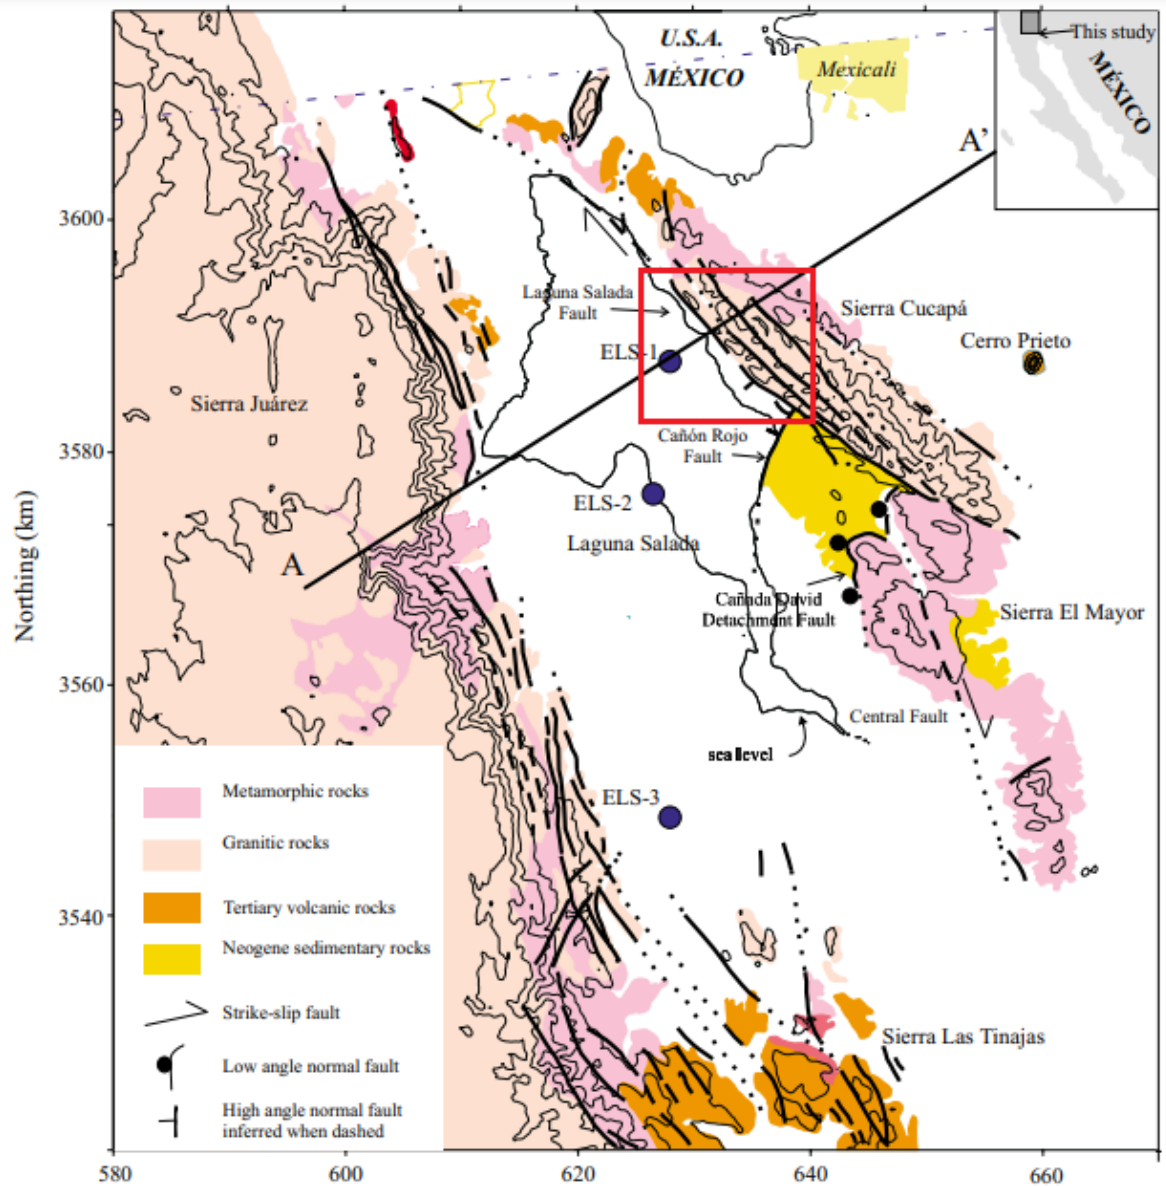 U.S.A.
MÉXICO
Mexicali
This study
MÉXICO
A'
3600
Laguna Salada
Fault
Sierra Cucapá
Cerro Prieto
ELS-1
Sierra Juárez
Cañón Rojo
Fault
3580
ELS-2
Laguna Salada
A
Cañada David
Detachment Fault
Sierra El Mayor
Northing (km)
3560
Central Fault
sea level
ELS-3
Metamorphic rocks
Granitic rocks
Tertiary volcanic rocks
3540
Neogene sedimentary rocks
Strike-slip fault
Sierra Las Tinajas
Low angle normal fault
High angle normal fault
inferred when dashed
580
600
620
640
660